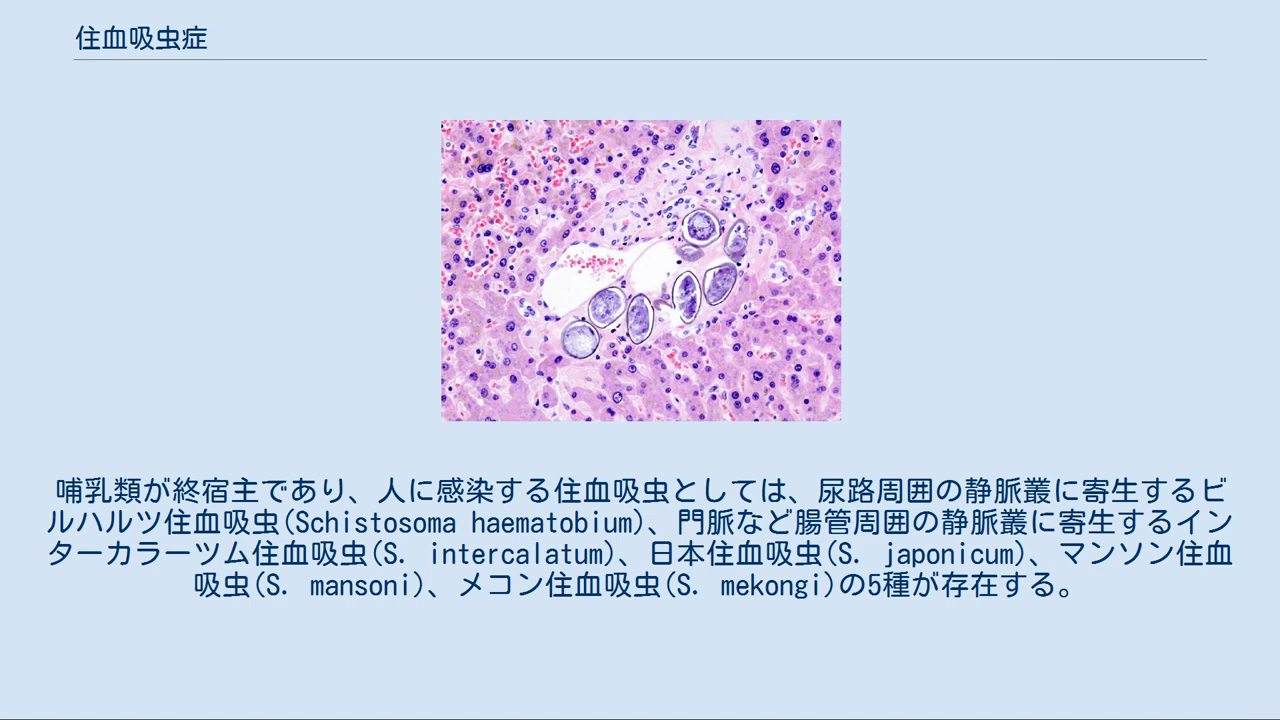 住血吸虫症
哺乳類が終宿主であり、人に感染する住血吸虫としては、尿路周囲の静脈叢に寄生するビ
ルハルツ住血吸虫(Schistosoma haematobium)、門脈など腸管周囲の静脈叢に寄生するイン
ターカラーツム住血吸虫(S. intercalatum)、日本住血吸虫(S. japonicum)、マンソン住血
吸虫(S. mansoni)、メコン住血吸虫(S. mekongi)の5種が存在する。